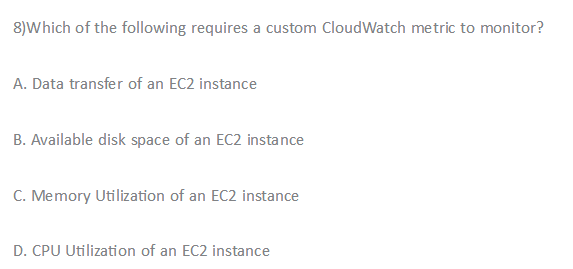 8)Which of the following requires a custom CloudWatch metric to monitor?
A. Data transfer of an EC2 instance
B. Available disk space of an EC2 instance
C. Memory Utilization of an EC2 instance
D. CPU Utilization of an EC2 instance